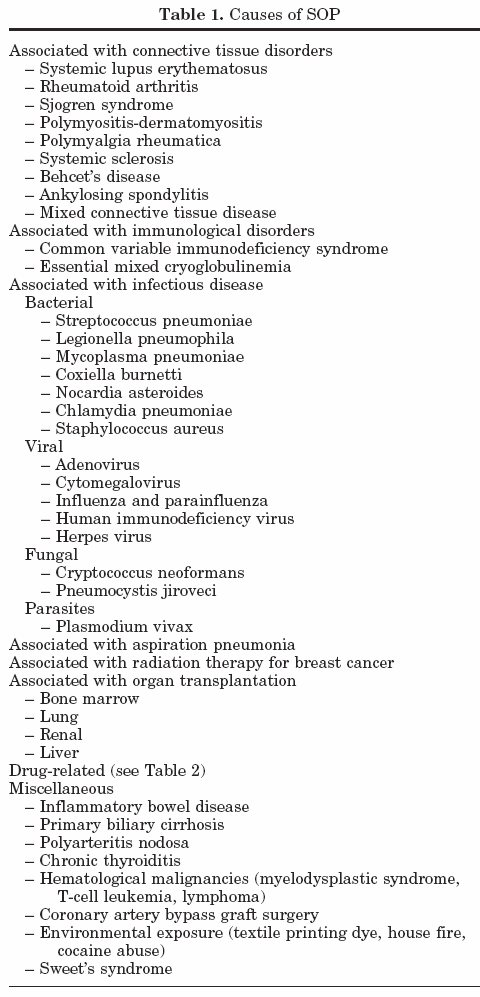 Table 1. Causes of SOP
Associated with connective tissue disorders
– Systemic lupus erythematosus
– Rheumatoid arthritis
– Sjogren syndrome
– Polymyositis-dermatomyositis
– Polymyalgia rheumatica
– Systemic sclerosis
– Behcet's disease
– Ankylosing spondylitis
– Mixed connective tissue disease
Associated with immunological disorders
– Common variable immunodeficiency syndrome
– Essential mixed cryoglobulinemia
Associated with infectious disease
Bacterial
– Streptococcus pneumoniae
– Legionella pneumophila
– Mycoplasma pneumoniae
– Coxiella burnetti
– Nocardia asteroides
– Chlamydia pneumoniae
– Staphylococcus aureus
Viral
– Adenovirus
– Cytomegalovirus
– Influenza and parainfluenza
– Human immunodeficiency virus
– Herpes virus
Fungal
– Cryptococcus neoformans
– Pneumocystis jiroveci
Parasites
– Plasmodium vivax
Associated with aspiration pneumonia
Associated with radiation therapy for breast cancer
Associated with organ transplantation
– Bone marrow
– Lung
– Renal
– Liver
Drug-related (see Table 2)
Miscellaneous
– Inflammatory bowel disease
– Primary biliary cirrhosis
– Polyarteritis nodosa
– Chronic thyroiditis
– Hematological malignancies (myelodysplastic syndrome,
T-cell leukemia, lymphoma)
– Coronary artery bypass graft surgery
– Environmental exposure (textile printing dye, house fire,
cocaine abuse)
– Sweet's syndrome